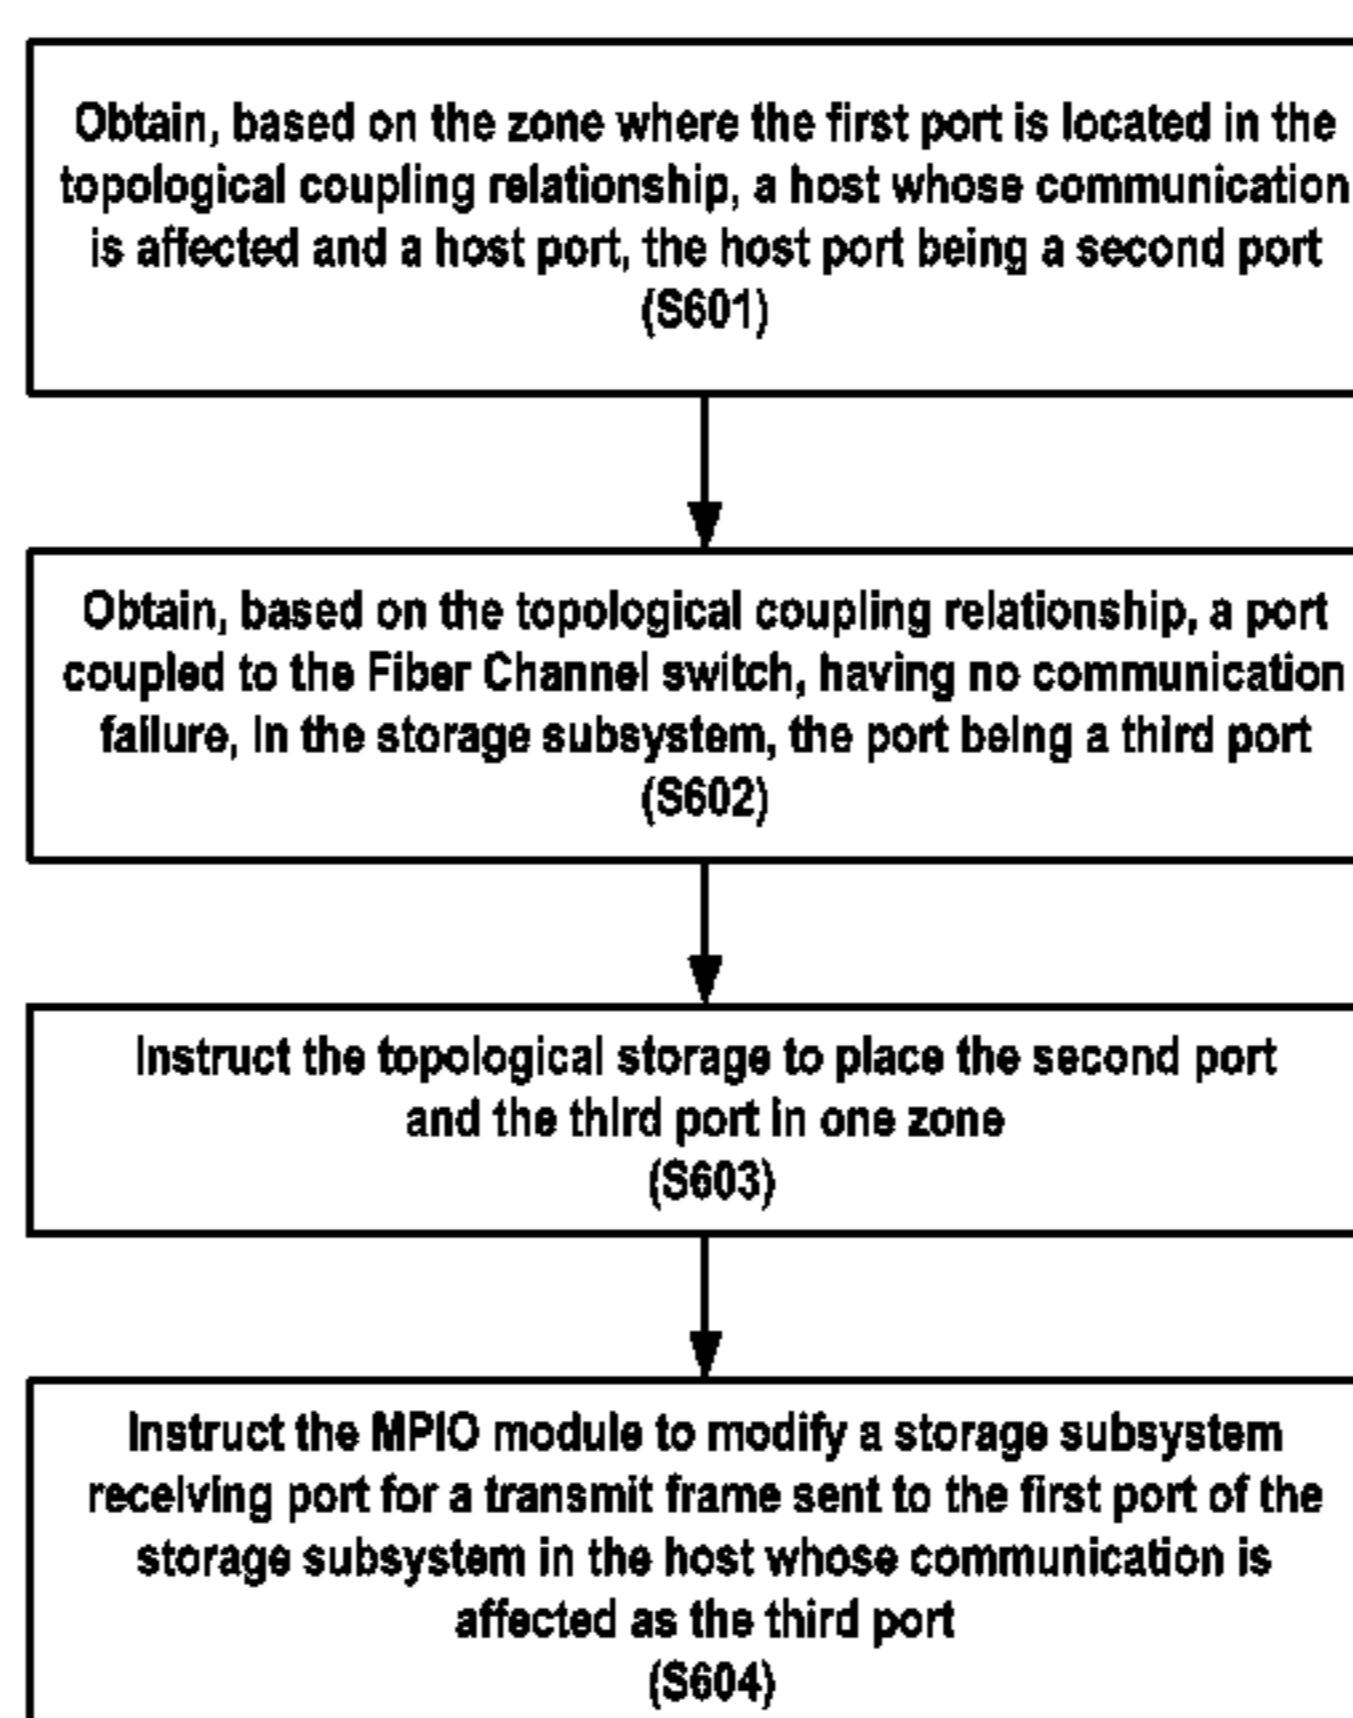 Obtain, based on the zone where the first port is located in the
topological coupling relationship, a host whose communication
is affected and a host port, the host port being a second port
(S601)
Obtain, based on the topological coupling relationship, a port
coupled to the Fiber Channel switch, having no communication
failure, in the storage subsystem, the port being a third port
(S602)
Instruct the topological storage to place the second port
and the third port in one zone
(S603)
Instruct the MPIO module to modify a storage subsystem
receiving port for a transmit frame sent to the first port of the
storage subsystem in the host whose communication is
affected as the third port
(S604)